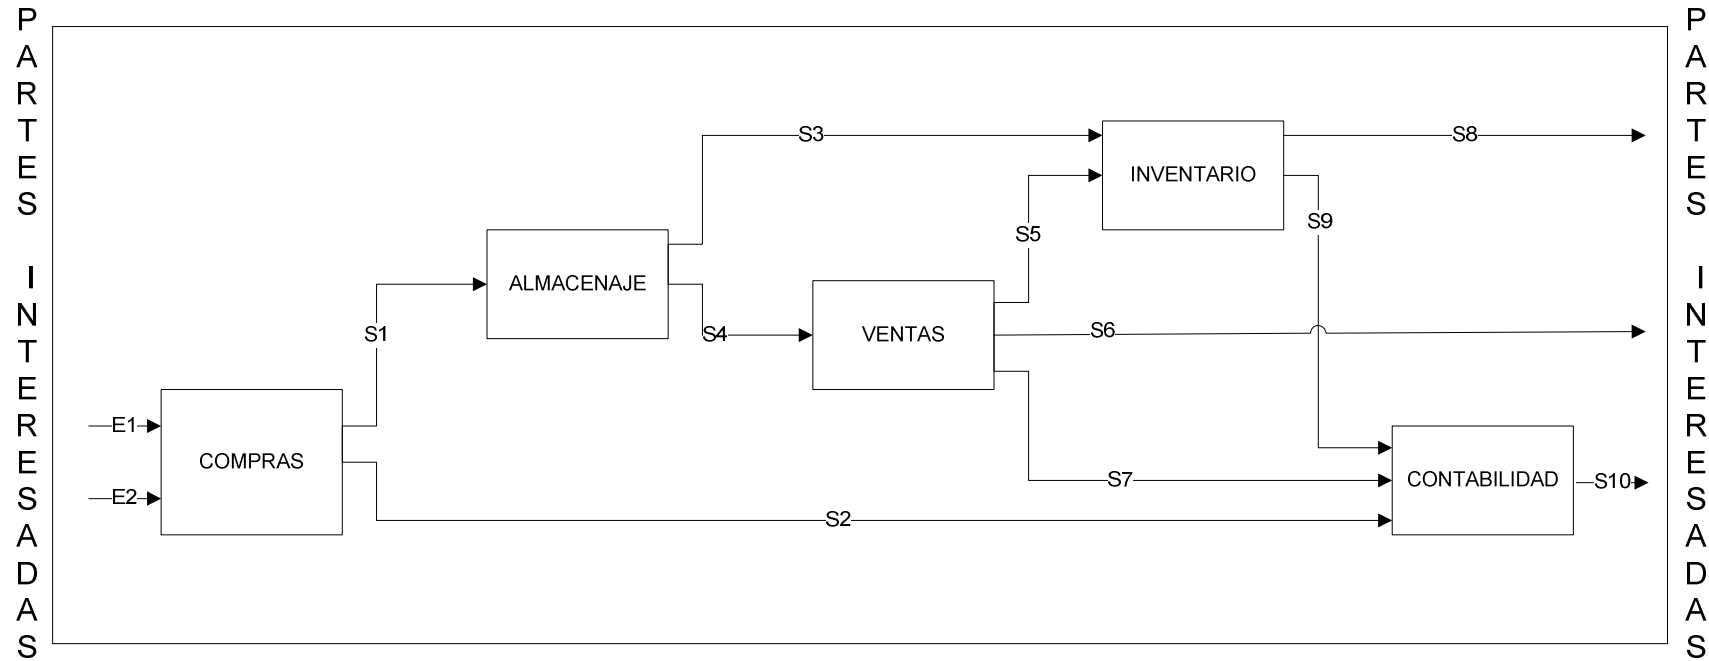 PARTES INTERESADAS
PARTES INTERESADAS
S3
S8
INVENTARIO
S9
S5
ALMACENAJE
S1
S4
VENTAS
S6
E1
COMPRAS
E2
S7
CONTABILIDAD
S10
S2